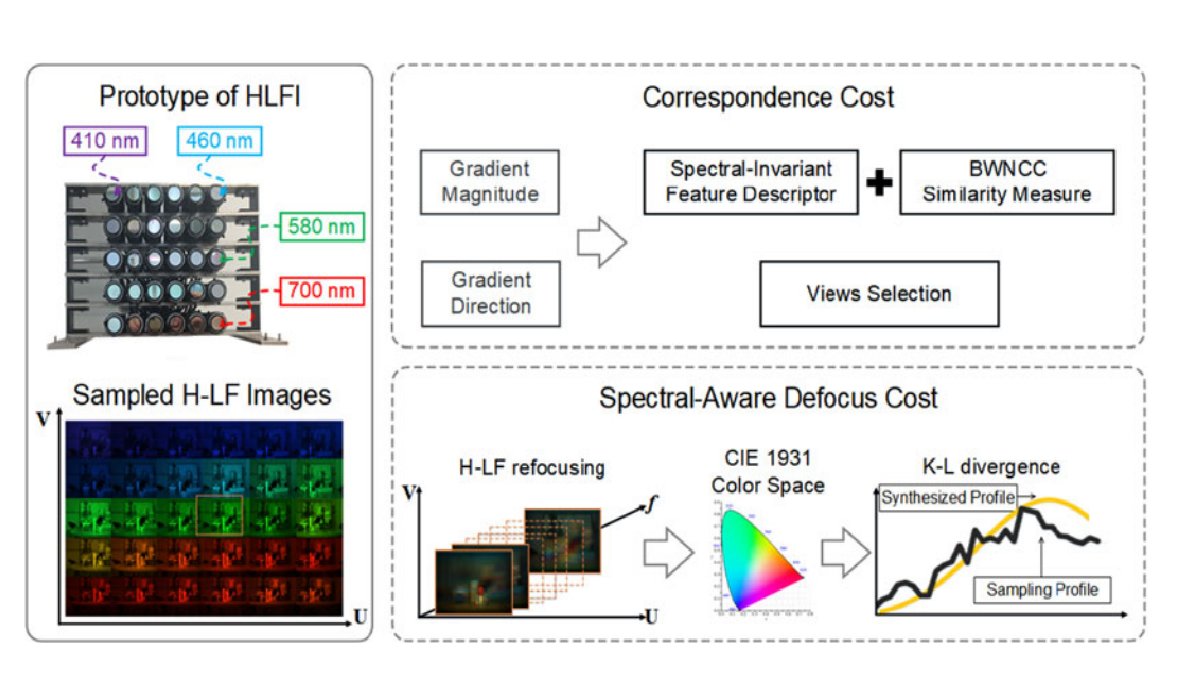 Prototype of HLFI
410 nm
460 nm
580 nm
700 nm
Sampled H-LF Images
V
U
Correspondence Cost
Gradient
Magnitude
Gradient
Direction
Spectral-Invariant
Feature Descriptor
+
BWNCC
Similarity Measure
Views Selection
Spectral-Aware Defocus Cost
H-LF refocusing
V
f
U
CIE 1931
Color Space
K-L divergence
Synthesized Profile
Sampling Profile